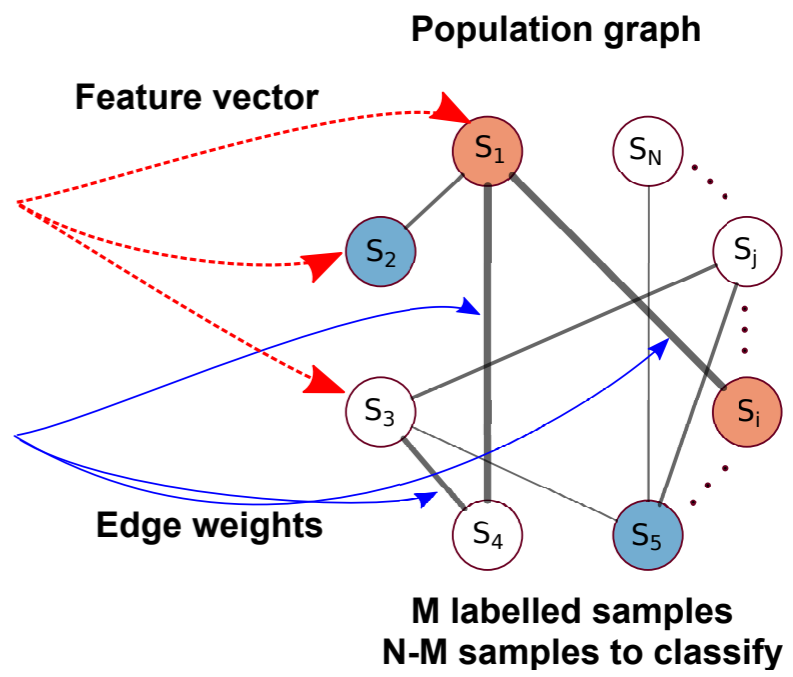 Population graph
Feature vector
S1
SN
S2
Sj
S3
Si
Edge weights
S4
S5
M labelled samples
N-M samples to classify